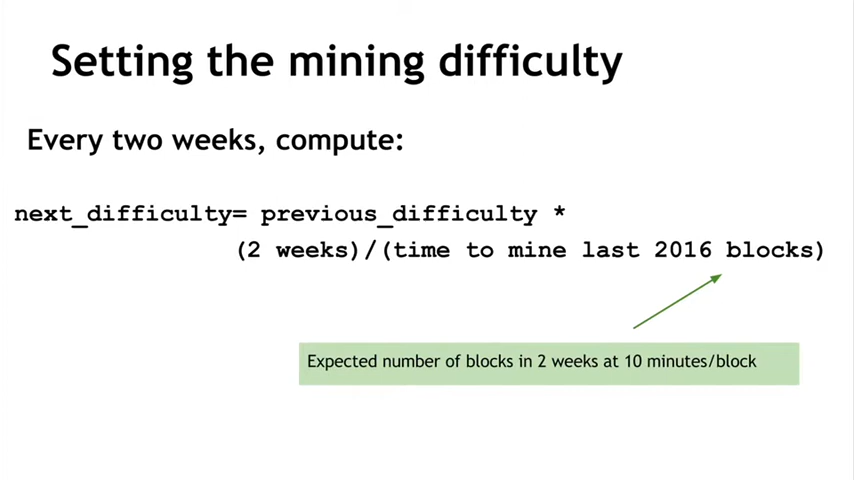 Setting the mining difficulty
Every two weeks, compute:
next_difficulty= previous_difficulty *
(2 weeks)/(time to mine last 2016 blocks)
Expected number of blocks in 2 weeks at 10 minutes/block